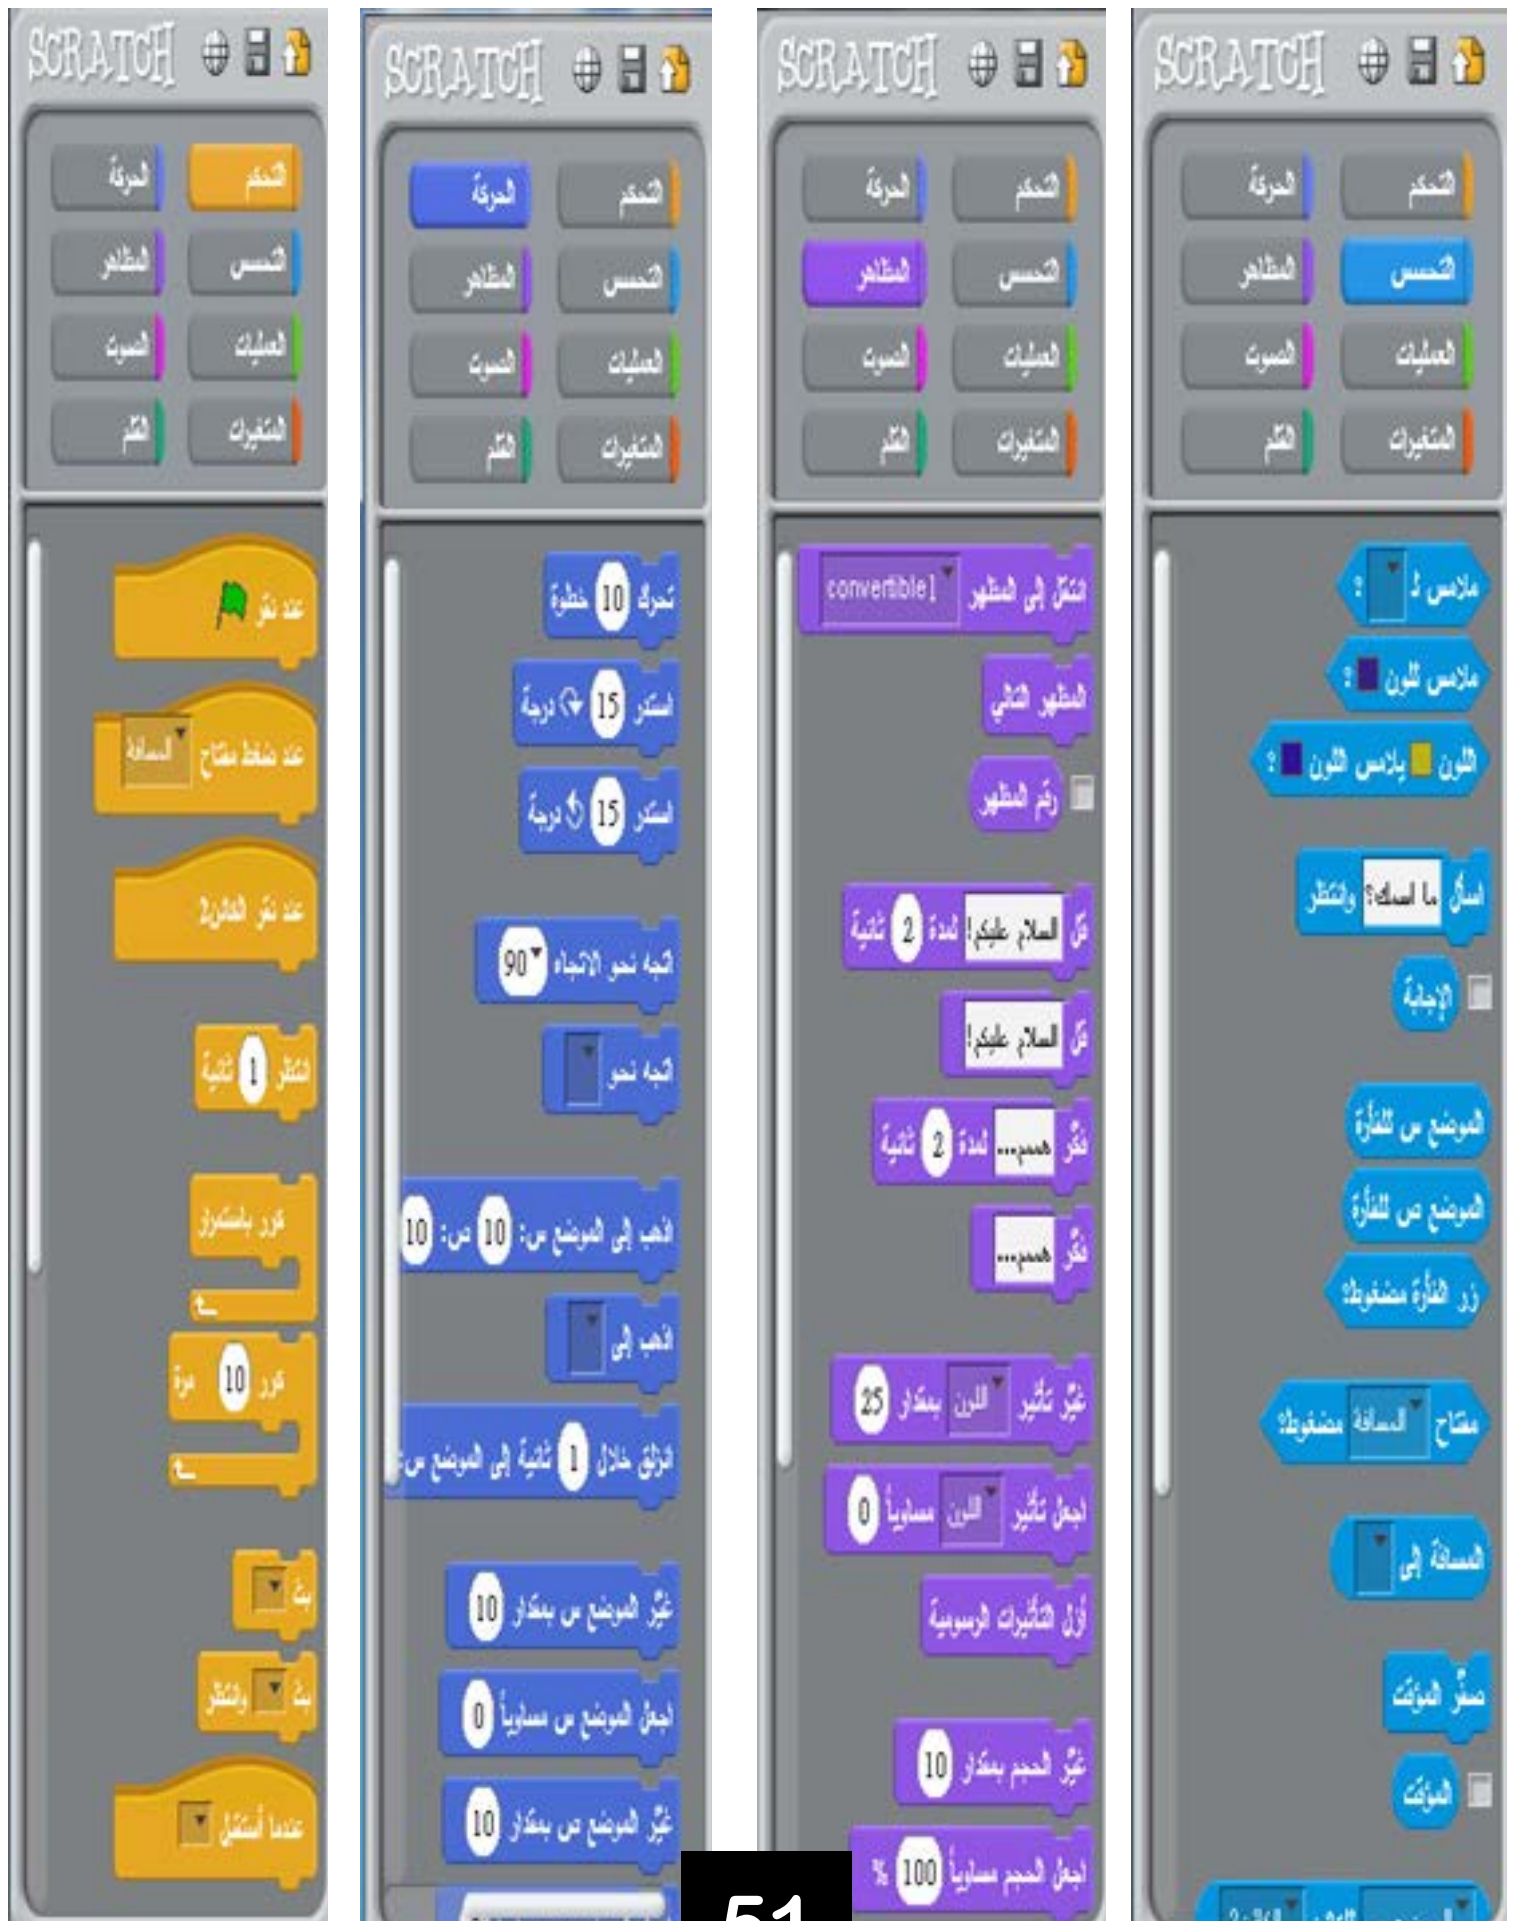 SCRATCH
التحكم
الحركة
التحسس
المظاهر
العمليات
الصوت
المتغيرات
القلم
عند نقر
عند ضغط مفتاح المسافة
عند نقر الكائن2
انتظر 1 ثانية
كرر باستمرار
كرر 10 مرة
بث
بث وانتظر
عندما أستقبل
SCRATCH
التحكم
الحركة
التحسس
المظاهر
العمليات
الصوت
المتغيرات
القلم
تحرك 10 خطوة
استدر 15 درجة
استدر 15 درجة
اتجه نحو الاتجاه 90
اتجه نحو
اذهب إلى الموضع س: 10 ص: 10
اذهب إلى
انزلق خلال 1 ثانية إلى الموضع س:
غيّر الموضع س بمقدار 10
اجعل الموضع س مساوياً 0
غيّر الموضع ص بمقدار 10
SCRATCH
التحكم
الحركة
التحسس
المظاهر
العمليات
الصوت
المتغيرات
القلم
انتقل إلى المظهر convertible1
المظهر التالي
رقم المظهر
قل السلام عليكم! لمدة 2 ثانية
قل السلام عليكم!
فكّر هممم... لمدة 2 ثانية
فكّر هممم...
غيّر تأثير اللون بمقدار 25
اجعل تأثير اللون مساوياً 0
أزل التأثيرات الرسومية
غيّر الحجم بمقدار 10
اجعل الحجم مساوياً 100 %
SCRATCH
التحكم
الحركة
التحسس
المظاهر
العمليات
الصوت
المتغيرات
القلم
ملامس لـ ؟
ملامس للون ؟
اللون يلامس اللون ؟
اسأل ما اسمك؟ وانتظر
الإجابة
الموضع س للفأرة
الموضع ص للفأرة
زر الفأرة مضغوط؟
مفتاح المسافة مضغوط؟
المسافة إلى
صفّر المؤقت
المؤقت
51